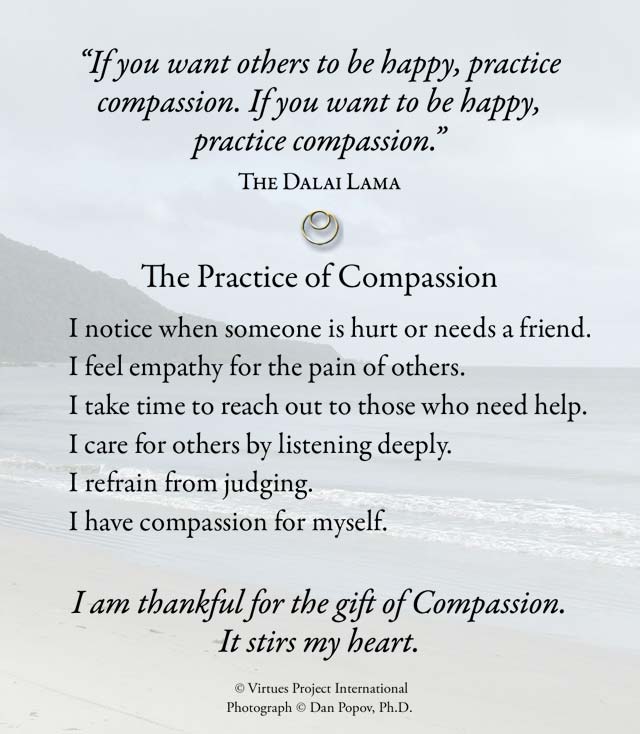 “If you want others to be happy, practice
compassion. If you want to be happy,
practice compassion.”
The Dalai Lama
The Practice of Compassion
I notice when someone is hurt or needs a friend.
I feel empathy for the pain of others.
I take time to reach out to those who need help.
I care for others by listening deeply.
I refrain from judging.
I have compassion for myself.
I am thankful for the gift of Compassion.
It stirs my heart.
© Virtues Project International
Photograph © Dan Popov, Ph.D.